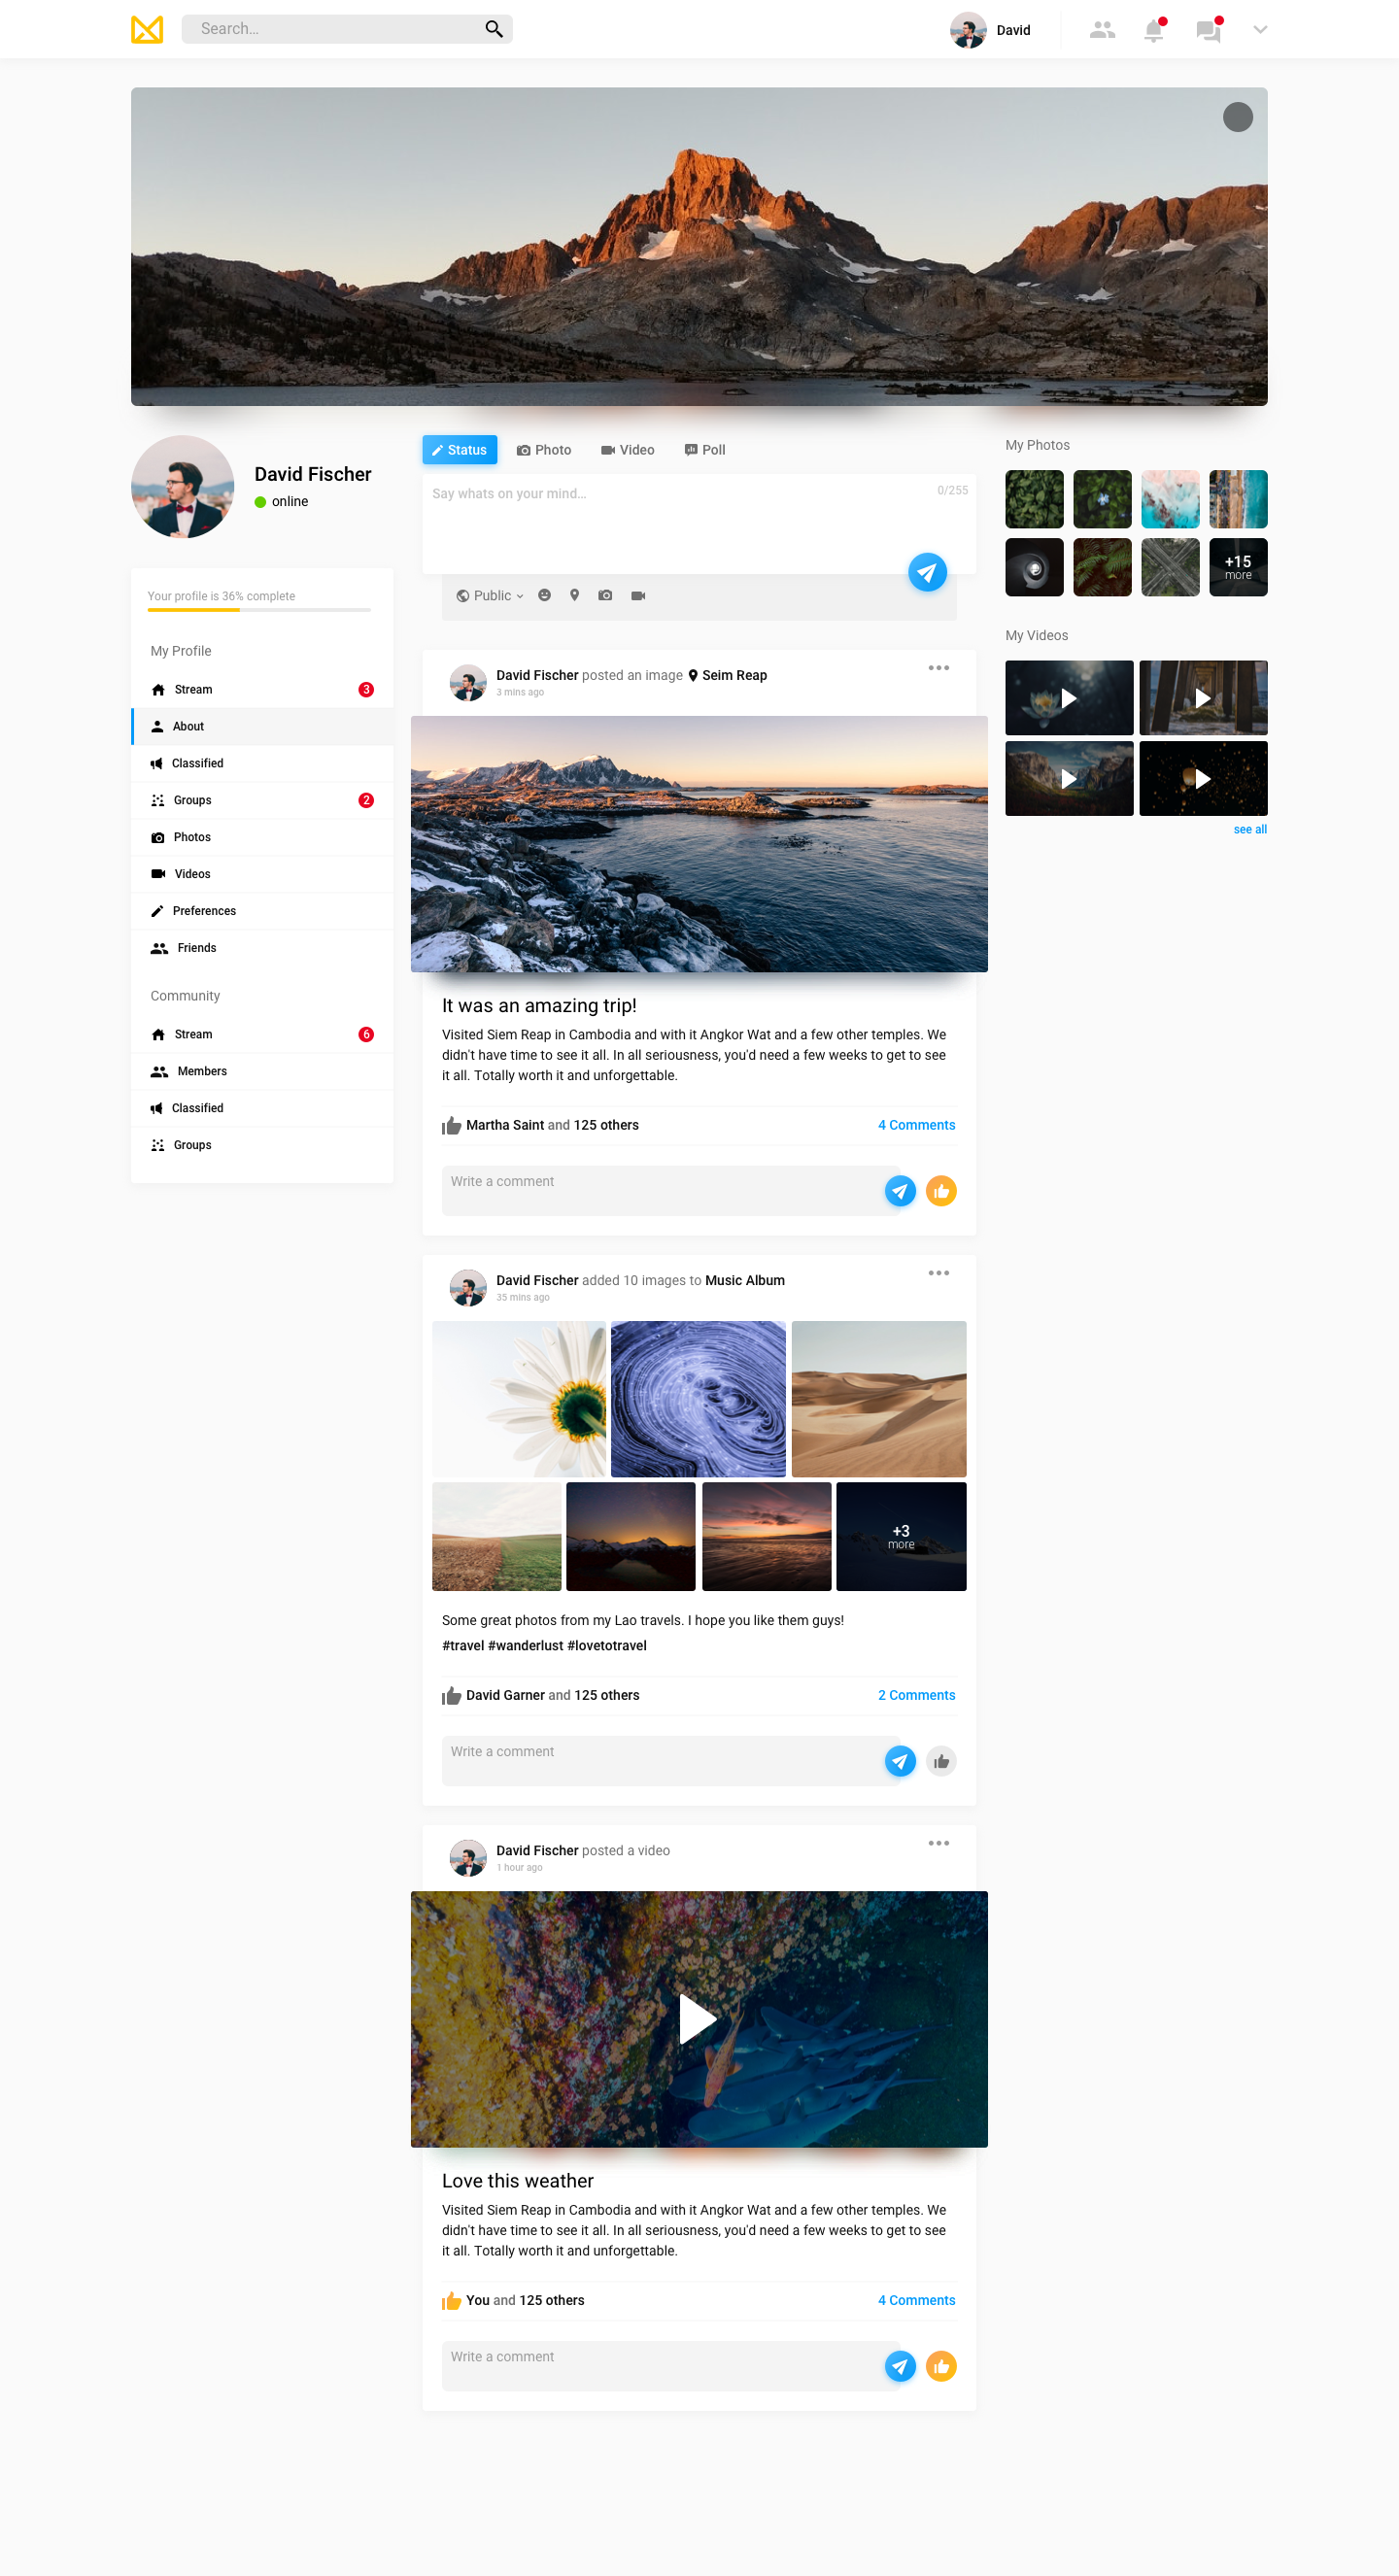 Search...
David
David Fischer
online
Your profile is 36% complete
My Profile
Stream 3
About
Classified
Groups 2
Photos
Videos
Preferences
Friends
Community
Stream 6
Members
Classified
Groups
Status Photo Video Poll
Say whats on your mind... 0/255
Public
David Fischer posted an image Seim Reap
3 mins ago
It was an amazing trip!
Visited Siem Reap in Cambodia and with it Angkor Wat and a few other temples. We
didn't have time to see it all. In all seriousness, you'd need a few weeks to get to see
it all. Totally worth it and unforgettable.
Martha Saint and 125 others 4 Comments
Write a comment
David Fischer added 10 images to Music Album
35 mins ago
+3
more
Some great photos from my Lao travels. I hope you like them guys!
#travel #wanderlust #lovetotravel
David Garner and 125 others 2 Comments
Write a comment
David Fischer posted a video
1 hour ago
Love this weather
Visited Siem Reap in Cambodia and with it Angkor Wat and a few other temples. We
didn't have time to see it all. In all seriousness, you'd need a few weeks to get to see
it all. Totally worth it and unforgettable.
You and 125 others 4 Comments
Write a comment
My Photos
+15
more
My Videos
see all